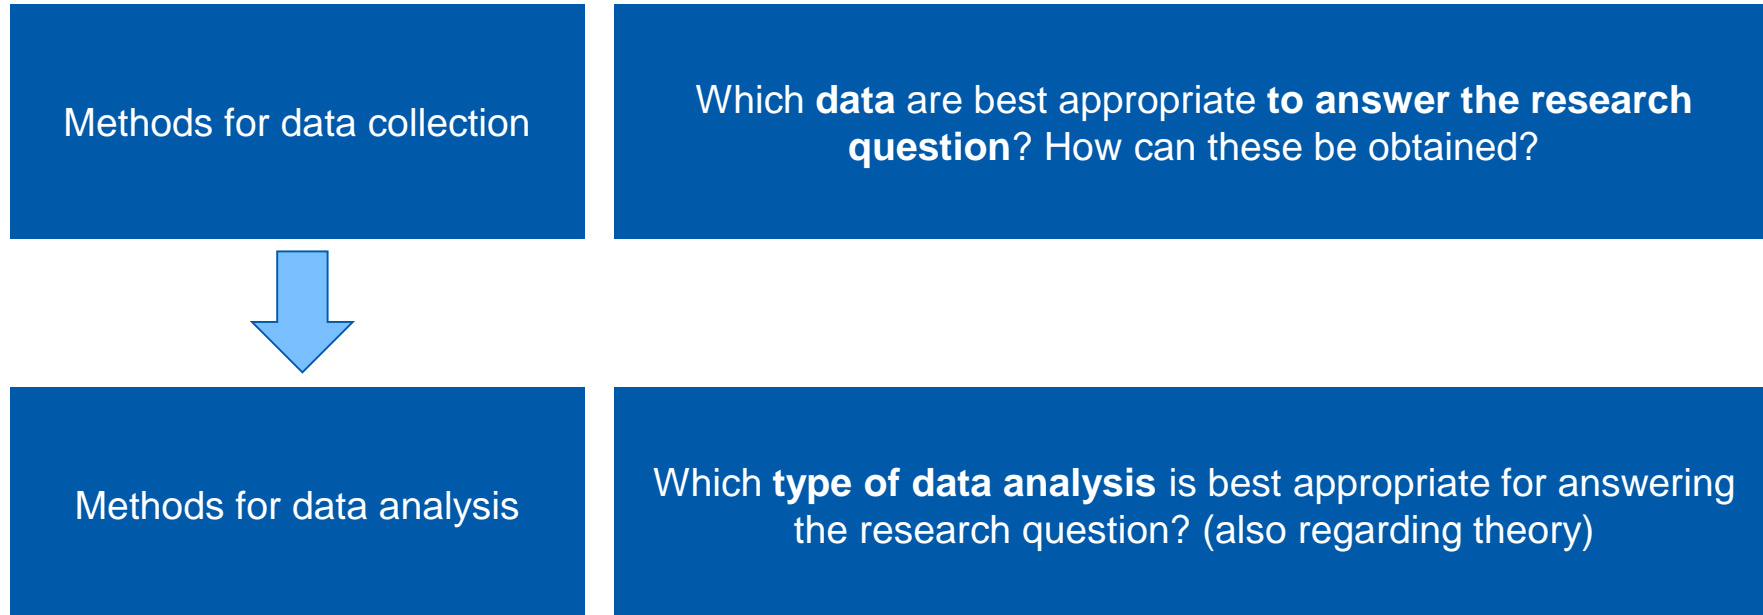 Methods for data collection
Which data are best appropriate to answer the research
question? How can these be obtained?
Methods for data analysis
Which type of data analysis is best appropriate for answering
the research question? (also regarding theory)